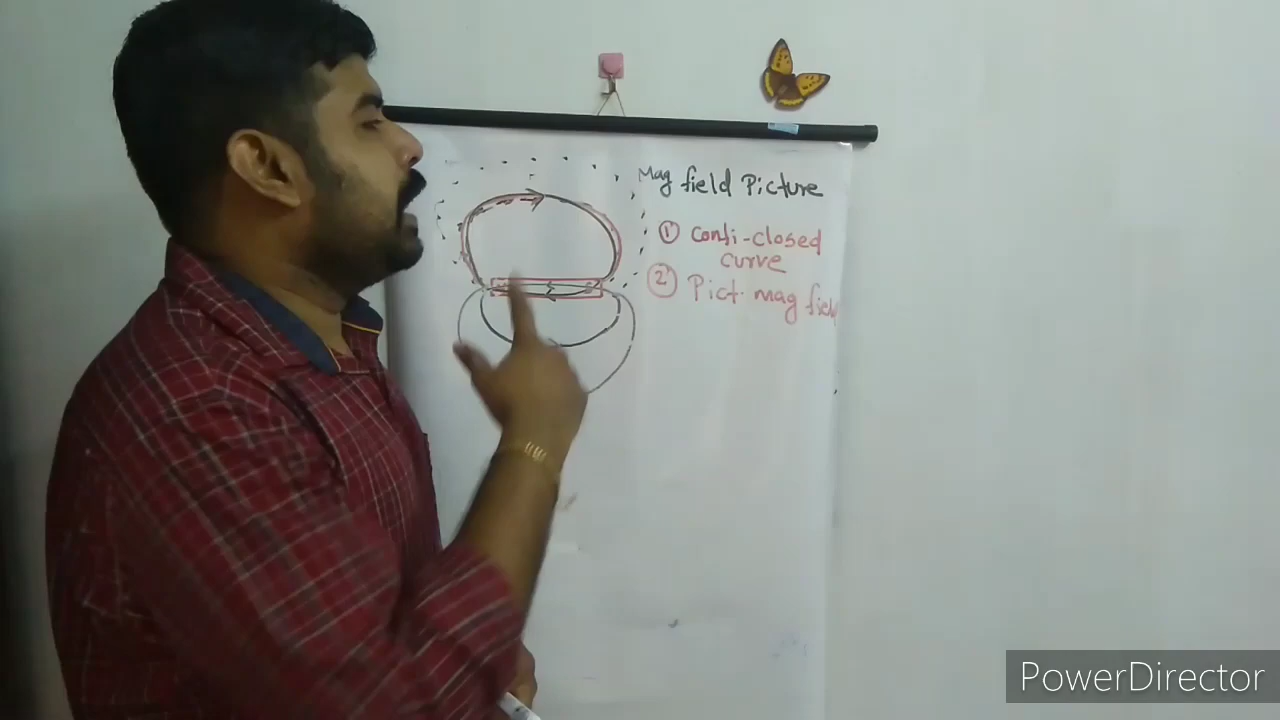 Mag field Picture
① Conti-closed
curve
② Pict. mag field
PowerDirector